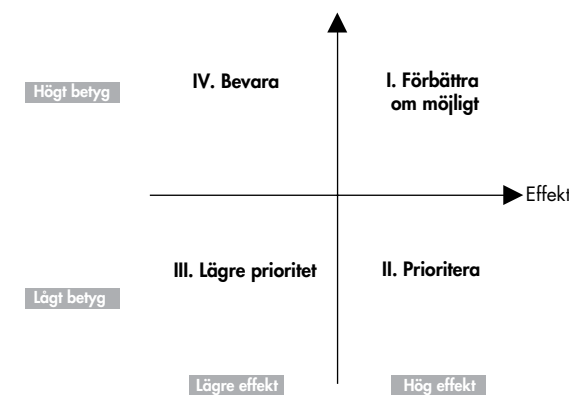 Högt betyg
IV. Bevara
I. Förbättra
om möjligt
Effekt
III. Lägre prioritet
II. Prioritera
Lågt betyg
Lägre effekt
Hög effekt